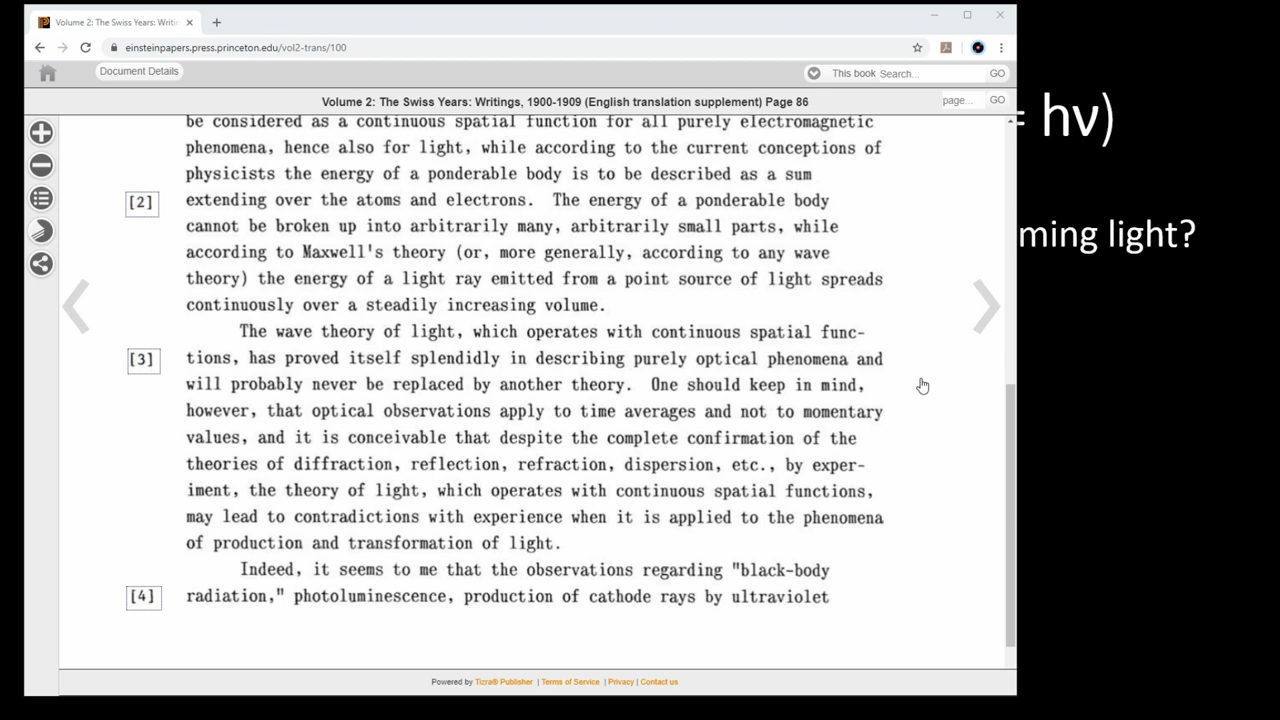 Volume 2: The Swiss Years: Writin
einsteinpapers.press.princeton.edu/vol2-trans/100
Document Details
This book Search... GO
Volume 2: The Swiss Years: Writings, 1900-1909 (English translation supplement) Page 86
page... GO
be considered as a continuous spatial function for all purely electromagnetic
phenomena, hence also for light, while according to the current conceptions of
physicists the energy of a ponderable body is to be described as a sum
[2] extending over the atoms and electrons. The energy of a ponderable body
cannot be broken up into arbitrarily many, arbitrarily small parts, while
according to Maxwell's theory (or, more generally, according to any wave
theory) the energy of a light ray emitted from a point source of light spreads
continuously over a steadily increasing volume.
The wave theory of light, which operates with continuous spatial func-
[3] tions, has proved itself splendidly in describing purely optical phenomena and
will probably never be replaced by another theory. One should keep in mind,
however, that optical observations apply to time averages and not to momentary
values, and it is conceivable that despite the complete confirmation of the
theories of diffraction, reflection, refraction, dispersion, etc., by exper-
iment, the theory of light, which operates with continuous spatial functions,
may lead to contradictions with experience when it is applied to the phenomena
of production and transformation of light.
Indeed, it seems to me that the observations regarding "black-body
[4] radiation," photoluminescence, production of cathode rays by ultraviolet
Powered by Tizra® Publisher | Terms of Service | Privacy | Contact us
= hν)
ming light?